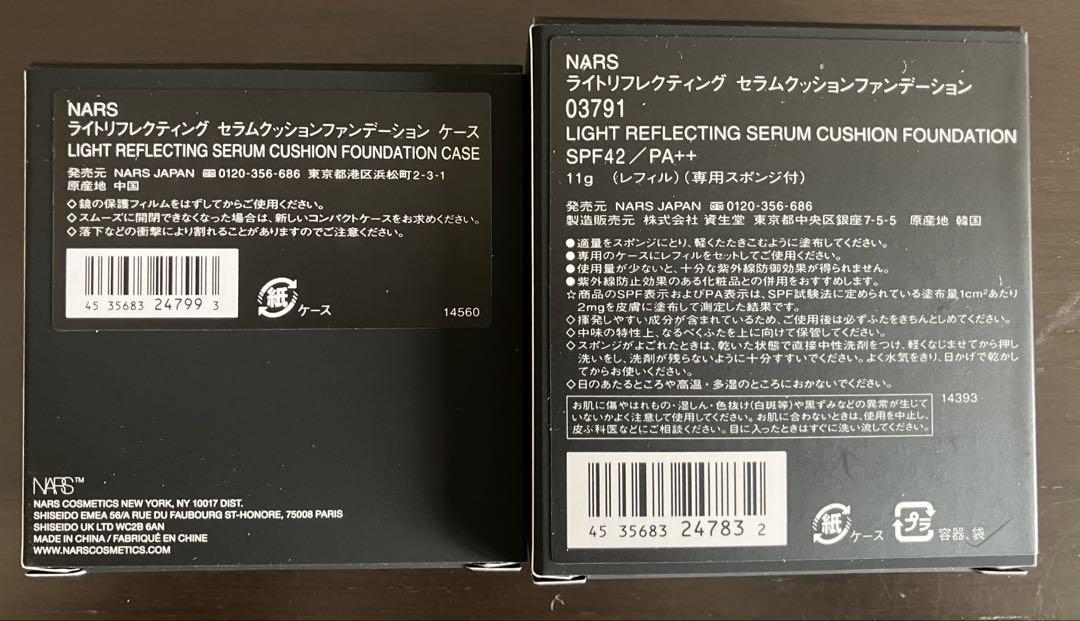 NARS
ライトリフレクティング セラムクッションファンデーション ケース
LIGHT REFLECTING SERUM CUSHION FOUNDATION CASE
発売元 NARS JAPAN 0120-356-686 東京都港区浜松町2-3-1
原産地 中国
◇鏡の保護フィルムをはずしてからご使用ください。
◇スムーズに開閉できなくなった場合は、新しいコンパクトケースをお求めください。
◇落下などの衝撃により割れることがありますのでご注意ください。
4 535683 247993
紙 ケース
14560
NARS™
NARS COSMETICS NEW YORK, NY 10017 DIST.
SHISEIDO EMEA 56/A RUE DU FAUBOURG ST-HONORE, 75008 PARIS
SHISEIDO UK LTD WC2B 6AN
MADE IN CHINA / FABRIQUÉ EN CHINE
WWW.NARSCOSMETICS.COM
NARS
ライトリフレクティング セラムクッションファンデーション
03791
LIGHT REFLECTING SERUM CUSHION FOUNDATION
SPF42/PA++
11g (レフィル)(専用スポンジ付)
発売元 NARS JAPAN 0120-356-686
製造販売元 株式会社 資生堂 東京都中央区銀座7-5-5 原産地 韓国
●適量をスポンジにとり、軽くたたきこむように塗布してください。
●専用のケースにレフィルをセットしてご使用ください。
●使用量が少ないと、十分な紫外線防御効果が得られません。
●紫外線防止効果のある化粧品との併用をおすすめします。
☆商品のSPF表示およびPA表示は、SPF試験法に定められている塗布量1cm²あたり
2mgを皮膚に塗布して測定した結果です。
◇揮発しやすい成分が含まれているため、ご使用後は必ずふたをきちんとしめてください。
◇中味の特性上、なるべくふたを上に向けて保管してください。
◇スポンジがよごれたときは、乾いた状態で直接中性洗剤をつけ、軽くなじませてから押し
洗いをし、洗剤が残らないように十分すすいでください。よく水気をきり、日かげで乾かし
てからお使いください。
◇日のあたるところや高温・多湿のところにおかないでください。
お肌に傷やはれもの・湿しん・色抜け(白斑等)や黒ずみなどの異常が生じて
いないかよく注意して使用してください。お肌に合わないときは、使用を中止し、
皮ふ科医などにご相談ください。目に入ったときはすぐに洗い流してください。
14393
4 535683 247832
紙 ケース
プラ 容器、袋